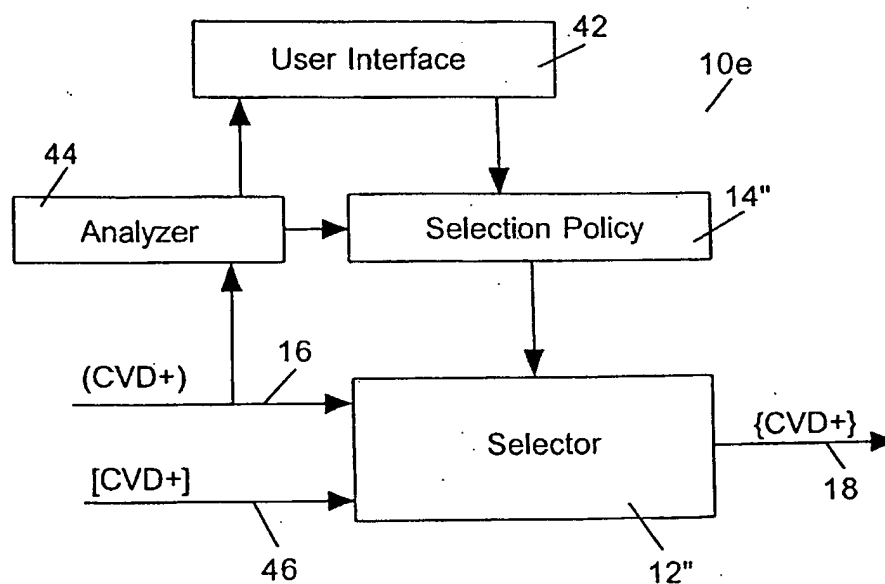 42
User Interface
10e
44
14"
Analyzer
Selection Policy
(CVD+)
16
Selector
{CVD+}
[CVD+]
18
46
12"